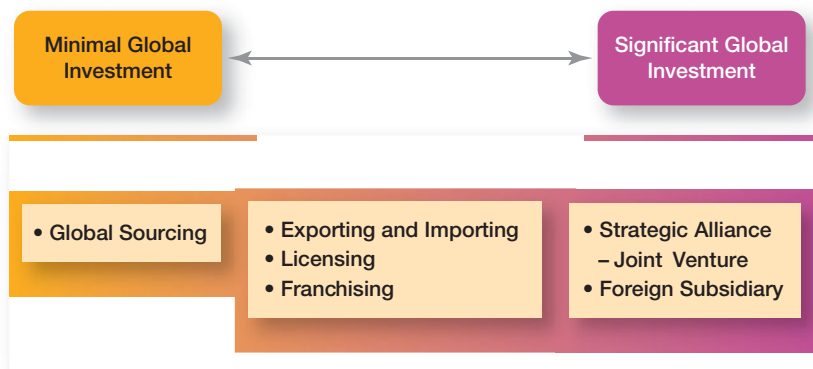 Minimal Global
Investment
Significant Global
Investment
• Global Sourcing
• Exporting and Importing
• Licensing
• Franchising
• Strategic Alliance
– Joint Venture
• Foreign Subsidiary